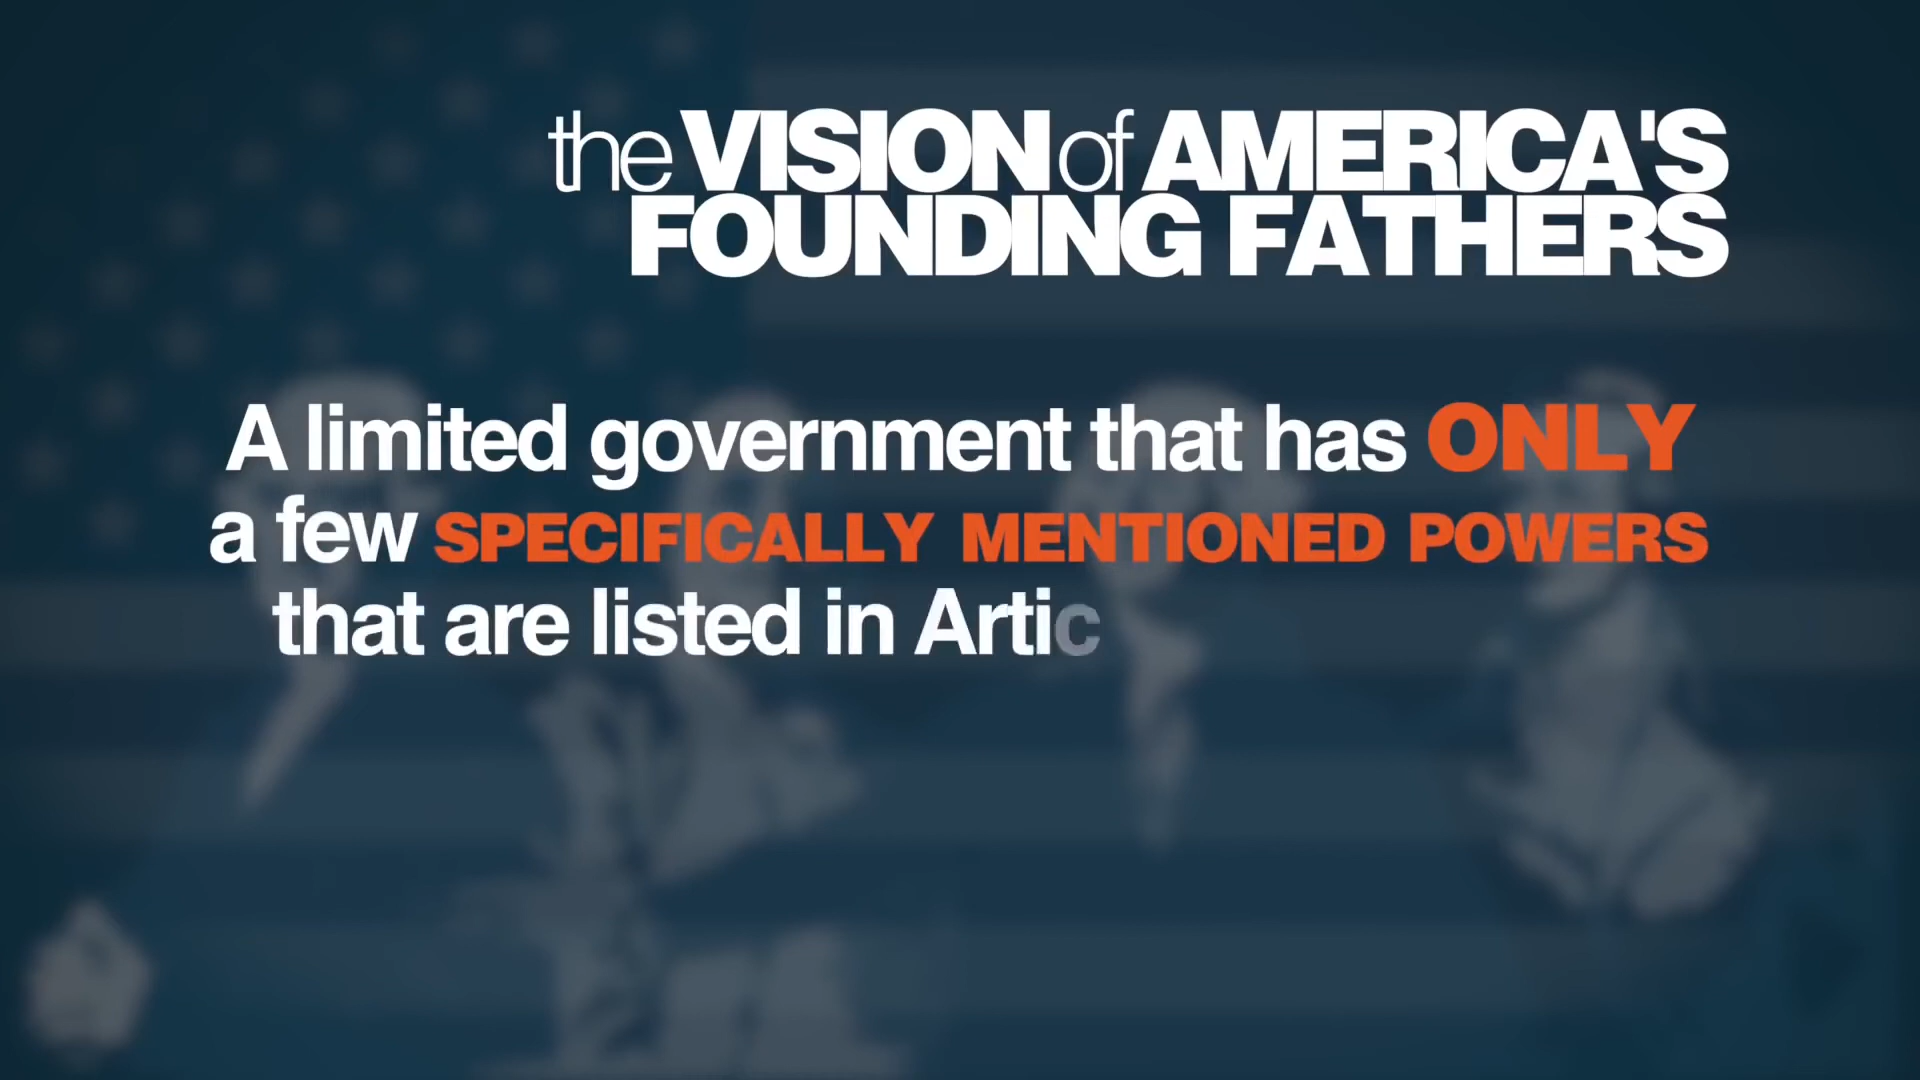 the VISION of AMERICA'S
FOUNDING FATHERS
A limited government that has ONLY
a few SPECIFICALLY MENTIONED POWERS
that are listed in Artic